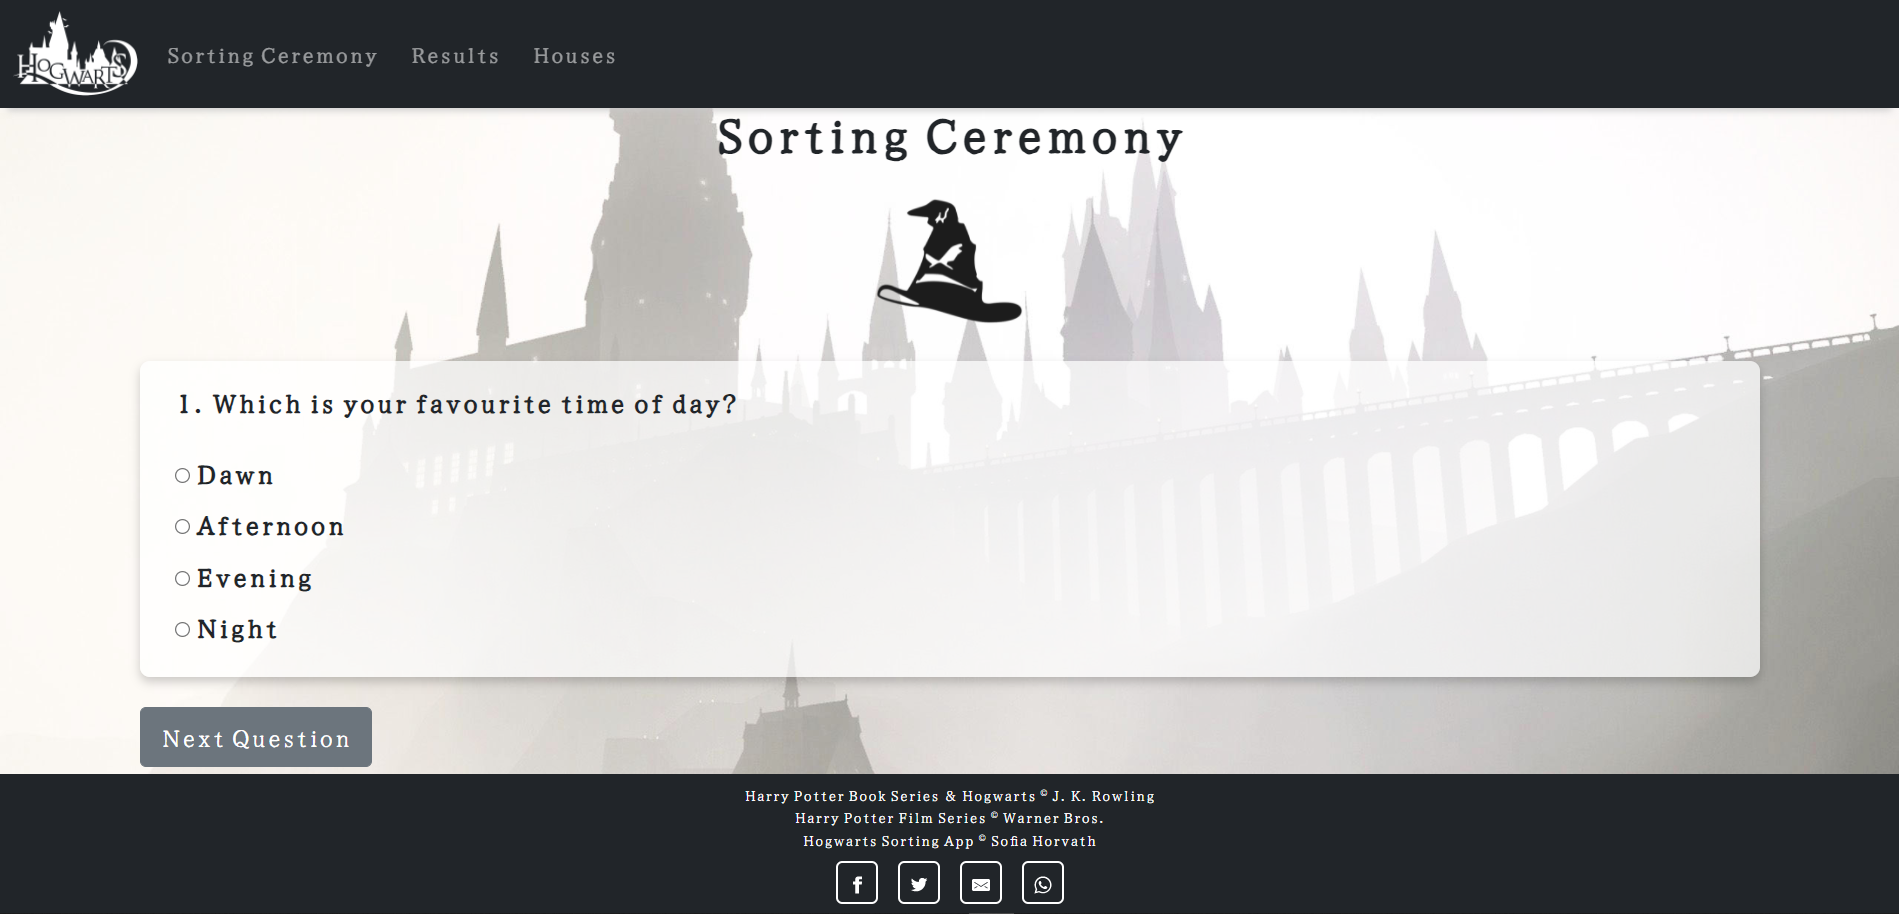 HOGWARTS
Sorting Ceremony Results Houses
Sorting Ceremony
1. Which is your favourite time of day?
Dawn
Afternoon
Evening
Night
Next Question
Harry Potter Book Series & Hogwarts © J. K. Rowling
Harry Potter Film Series © Warner Bros.
Hogwarts Sorting App © Sofia Horvath